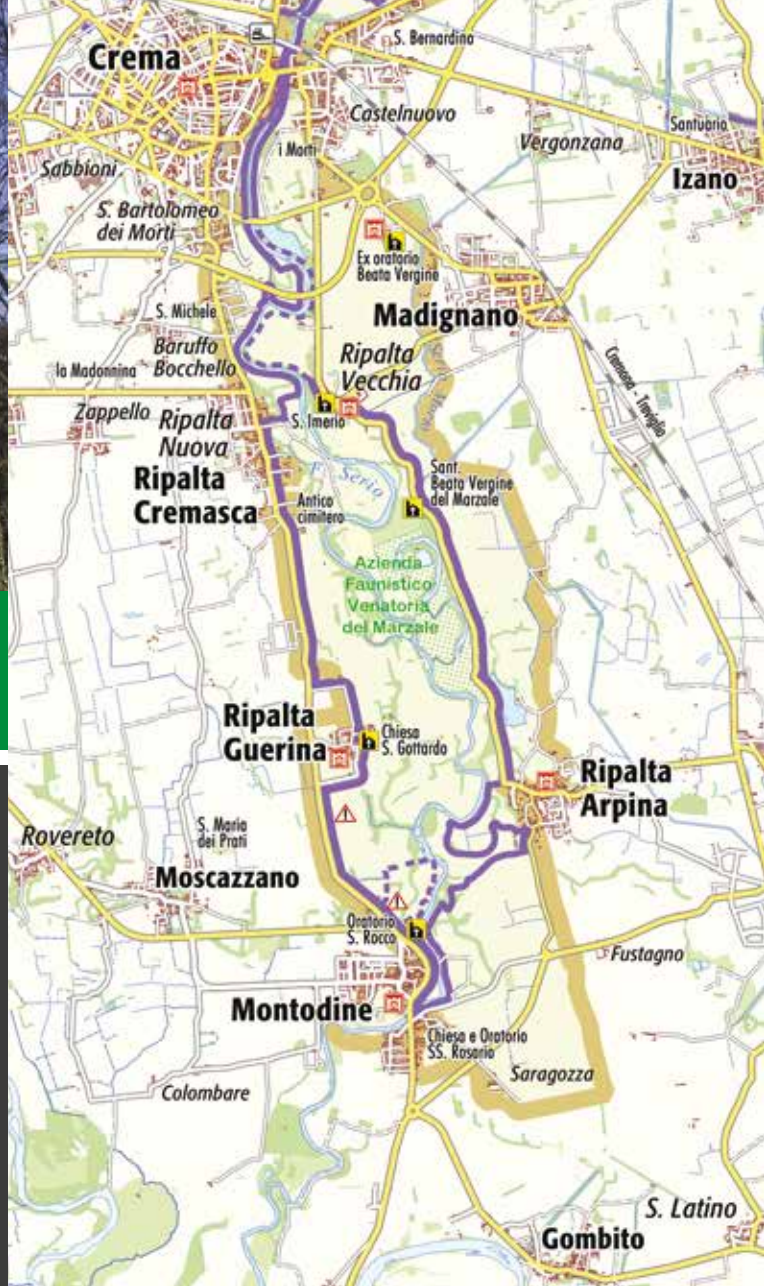 Crema
S. Bernardino
Castelnuovo
Vergonzana
Santuario
Izano
i Morti
Sabbioni
S. Bartolomeo
dei Morti
Ex oratorio
Beata Vergine
Madignano
S. Michele
Baruffo
Bocchello
Ripalta
Vecchia
la Madonnina
Cremona - Treviglio
Zappello
Ripalta
Nuova
S. Imerio
Ripalta
Cremasca
F. Serio
Antico
cimitero
Sant.
Beata Vergine
del Marzale
Azienda
Faunistico
Venatoria
del Marzale
Ripalta
Guerina
Chiesa
S. Gottardo
Ripalta
Arpina
Rovereto
S. Maria
dei Prati
Moscazzano
Oratorio
S. Rocco
Fustagno
Montodine
Chiesa e Oratorio
SS. Rosario
Saragozza
Colombare
S. Latino
Gombito